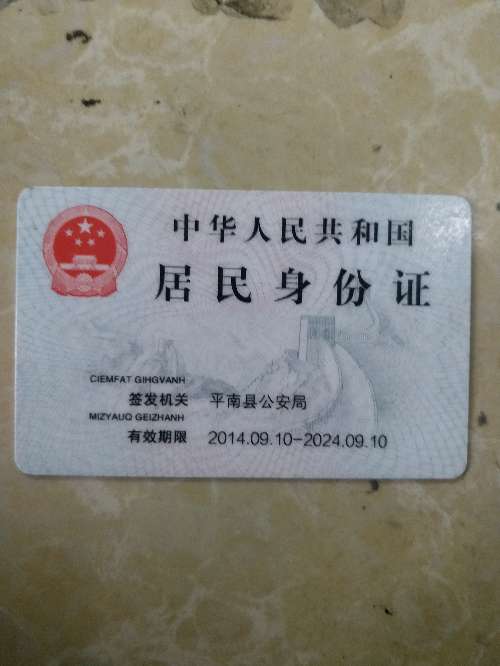 中华人民共和国
居民身份证
CIEMFAT GIHGVANH
签发机关 平南县公安局
MIZYAUQ GEIZHANH
有效期限 2014.09.10-2024.09.10